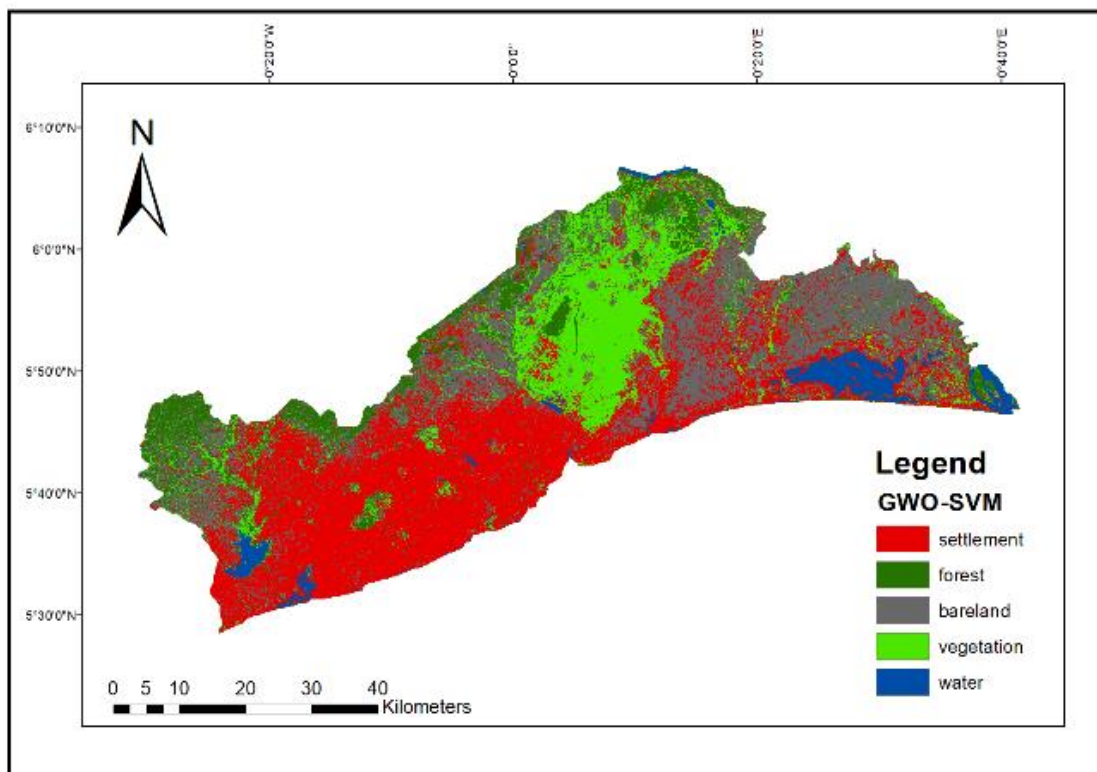 0°20'0"W
0°0'0"
0°20'0"E
0°40'0"E
6°10'0"N
6°0'0"N
5°50'0"N
5°40'0"N
5°30'0"N
N
Legend
GWO-SVM
settlement
forest
bareland
vegetation
water
0 5 10 20 30 40
Kilometers